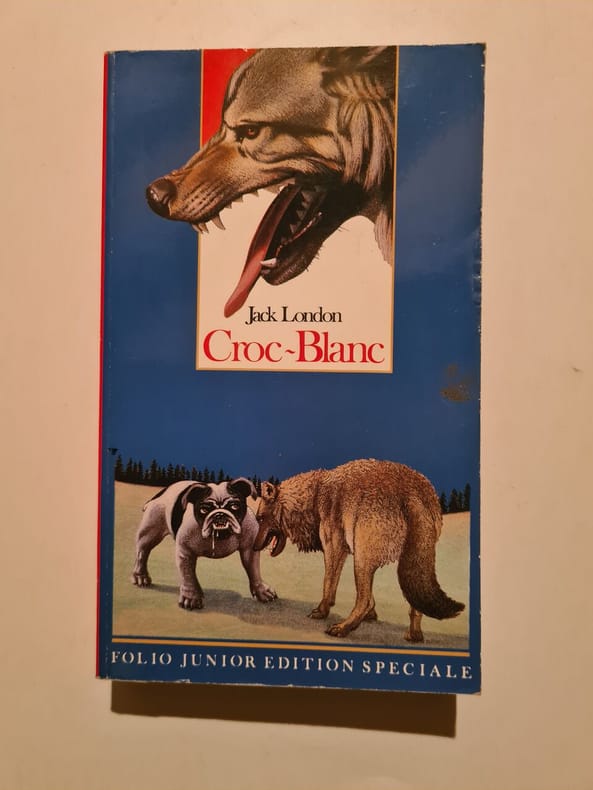 Jack London
Croc~Blanc
FOLIO JUNIOR EDITION SPECIALE